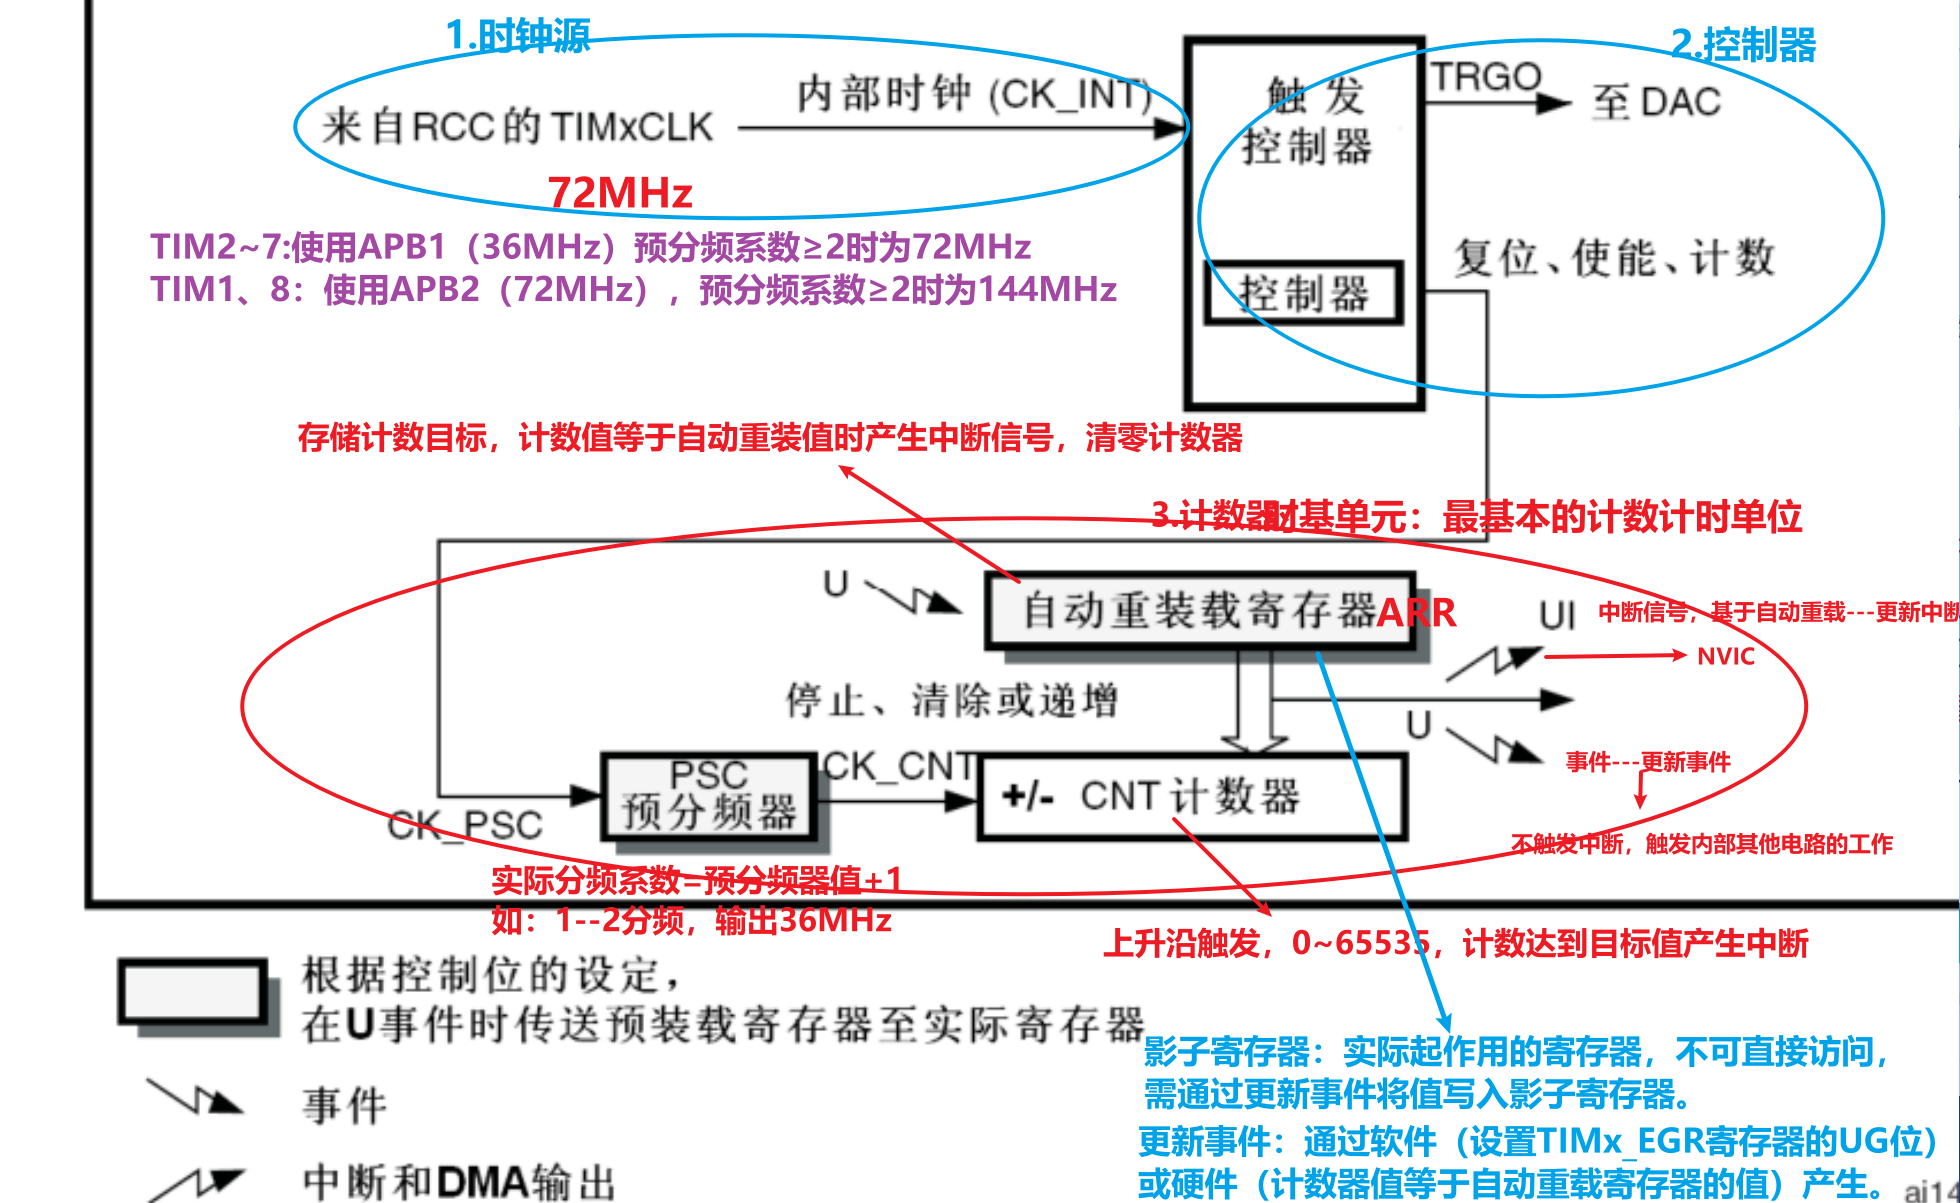 1.时钟源
2.控制器
来自RCC的TIMxCLK
内部时钟 (CK_INT)
触发
控制器
TRGO
至DAC
72MHz
TIM2~7:使用APB1（36MHz）预分频系数≥2时为72MHz
TIM1、8：使用APB2（72MHz），预分频系数≥2时为144MHz
控制器
复位、使能、计数
存储计数目标，计数值等于自动重装值时产生中断信号，清零计数器
3.计数器时基单元：最基本的计数计时单位
U
自动重装载寄存器ARR
UI
中断信号，基于自动重载---更新中断
NVIC
停止、清除或递增
U
事件---更新事件
CK_PSC
PSC
预分频器
CK_CNT
+/- CNT计数器
不触发中断，触发内部其他电路的工作
实际分频系数=预分频器值+1
如：1--2分频，输出36MHz
上升沿触发，0~65535，计数达到目标值产生中断
根据控制位的设定，
在U事件时传送预装载寄存器至实际寄存器
影子寄存器：实际起作用的寄存器，不可直接访问，
需通过更新事件将值写入影子寄存器。
事件
更新事件：通过软件（设置TIMx_EGR寄存器的UG位）
或硬件（计数器值等于自动重载寄存器的值）产生。
中断和DMA输出